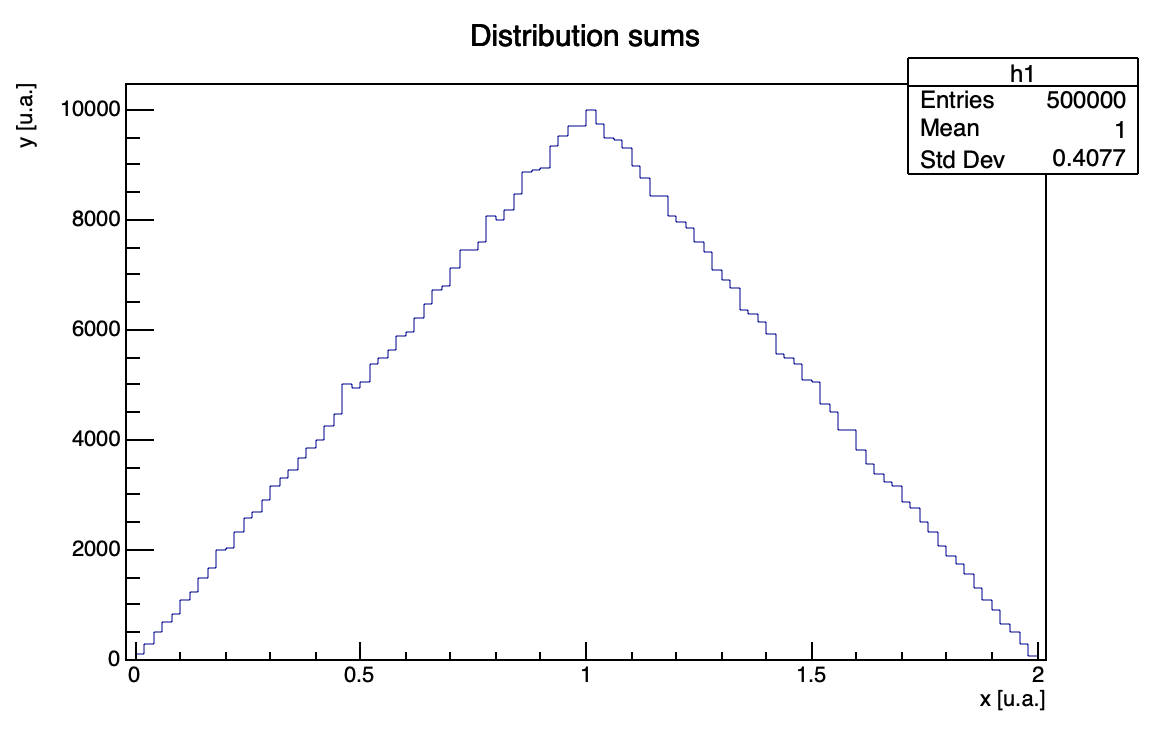 Distribution sums
h1
Entries 500000
Mean 1
Std Dev 0.4077
y [u.a.]
10000
8000
6000
4000
2000
0
0 0.5 1 1.5 2
x [u.a.]